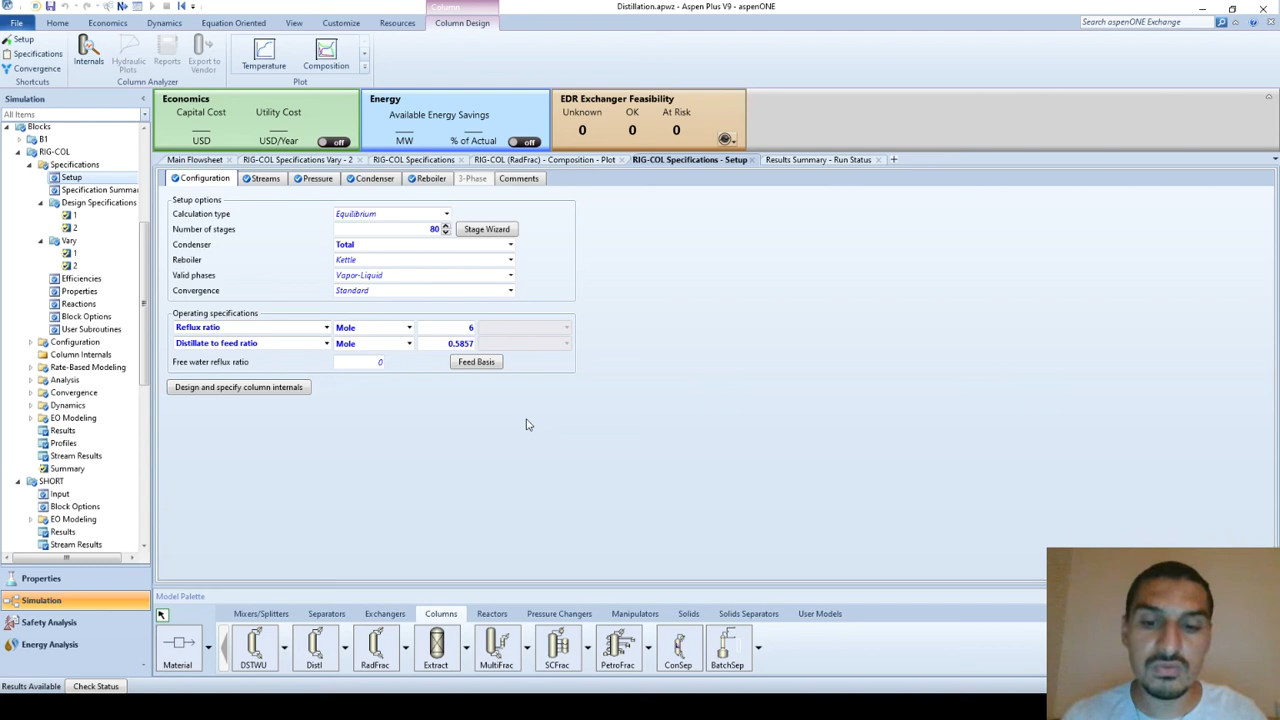 Column
Distillation.apwz - Aspen Plus V9 - aspenONE
File Home Economics Dynamics Equation Oriented View Customize Resources Column Design
Search aspenONE Exchange
Setup
Specifications
Convergence
Shortcuts
Internals
Hydraulic Plots
Reports
Export to Vendor
Column Analyzer
Temperature
Composition
Plot
Simulation
All Items
Economics
Capital Cost Utility Cost
USD USD/Year off
Energy
Available Energy Savings
MW % of Actual off
EDR Exchanger Feasibility
Unknown OK At Risk
0 0 0
Main Flowsheet RIG-COL Specifications Vary - 2 RIG-COL Specifications RIG-COL (RadFrac) - Composition - Plot RIG-COL Specifications - Setup Results Summary - Run Status
Blocks
B1
RIG-COL
Specifications
Setup
Specification Summa
Design Specifications
1
2
Vary
1
2
Efficiencies
Properties
Reactions
Block Options
User Subroutines
Configuration
Column Internals
Rate-Based Modeling
Analysis
Convergence
Dynamics
EO Modeling
Results
Profiles
Stream Results
Summary
SHORT
Input
Block Options
EO Modeling
Results
Stream Results
Properties
Simulation
Safety Analysis
Energy Analysis
Configuration Streams Pressure Condenser Reboiler 3-Phase Comments
Setup options
Calculation type Equilibrium
Number of stages 80 Stage Wizard
Condenser Total
Reboiler Kettle
Valid phases Vapor-Liquid
Convergence Standard
Operating specifications
Reflux ratio Mole 6
Distillate to feed ratio Mole 0.5857
Free water reflux ratio 0 Feed Basis
Design and specify column internals
Model Palette
Mixers/Splitters Separators Exchangers Columns Reactors Pressure Changers Manipulators Solids Solids Separators User Models
Material DSTWU Distl RadFrac Extract MultiFrac SCFrac PetroFrac ConSep BatchSep
Results Available Check Status